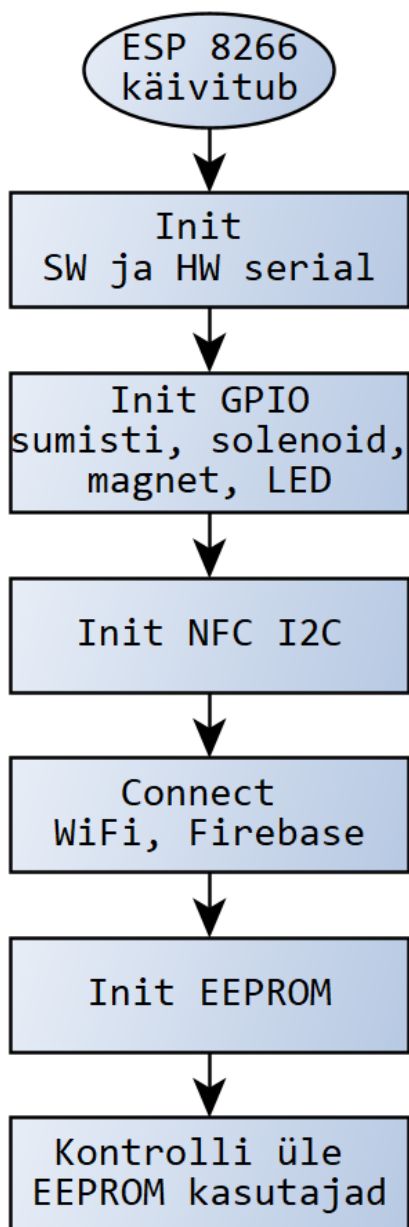 ESP 8266
käivitub
Init
SW ja HW serial
Init GPIO
sumisti, solenoid,
magnet, LED
Init NFC I2C
Connect
WiFi, Firebase
Init EEPROM
Kontrolli üle
EEPROM kasutajad